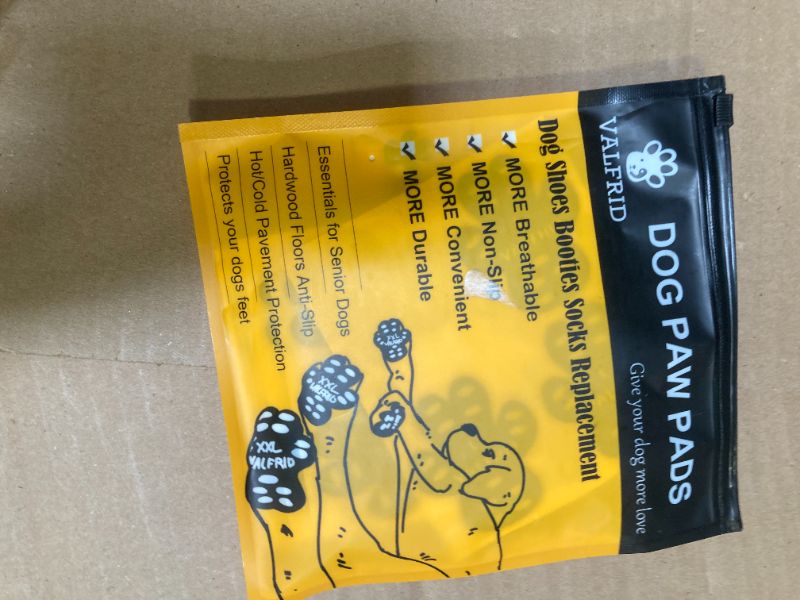 VALFRID
DOG PAW PADS
Give your dog more love
Dog Shoes Booties Socks Replacement
MORE Breathable
MORE Non-Slip
MORE Convenient
MORE Durable
Essentials for Senior Dogs
Hardwood Floors Anti-Slip
Hot/Cold Pavement Protection
Protects your dogs feet
XXL
VALFRID
XXL
VALFRID
XXL
VALFRID